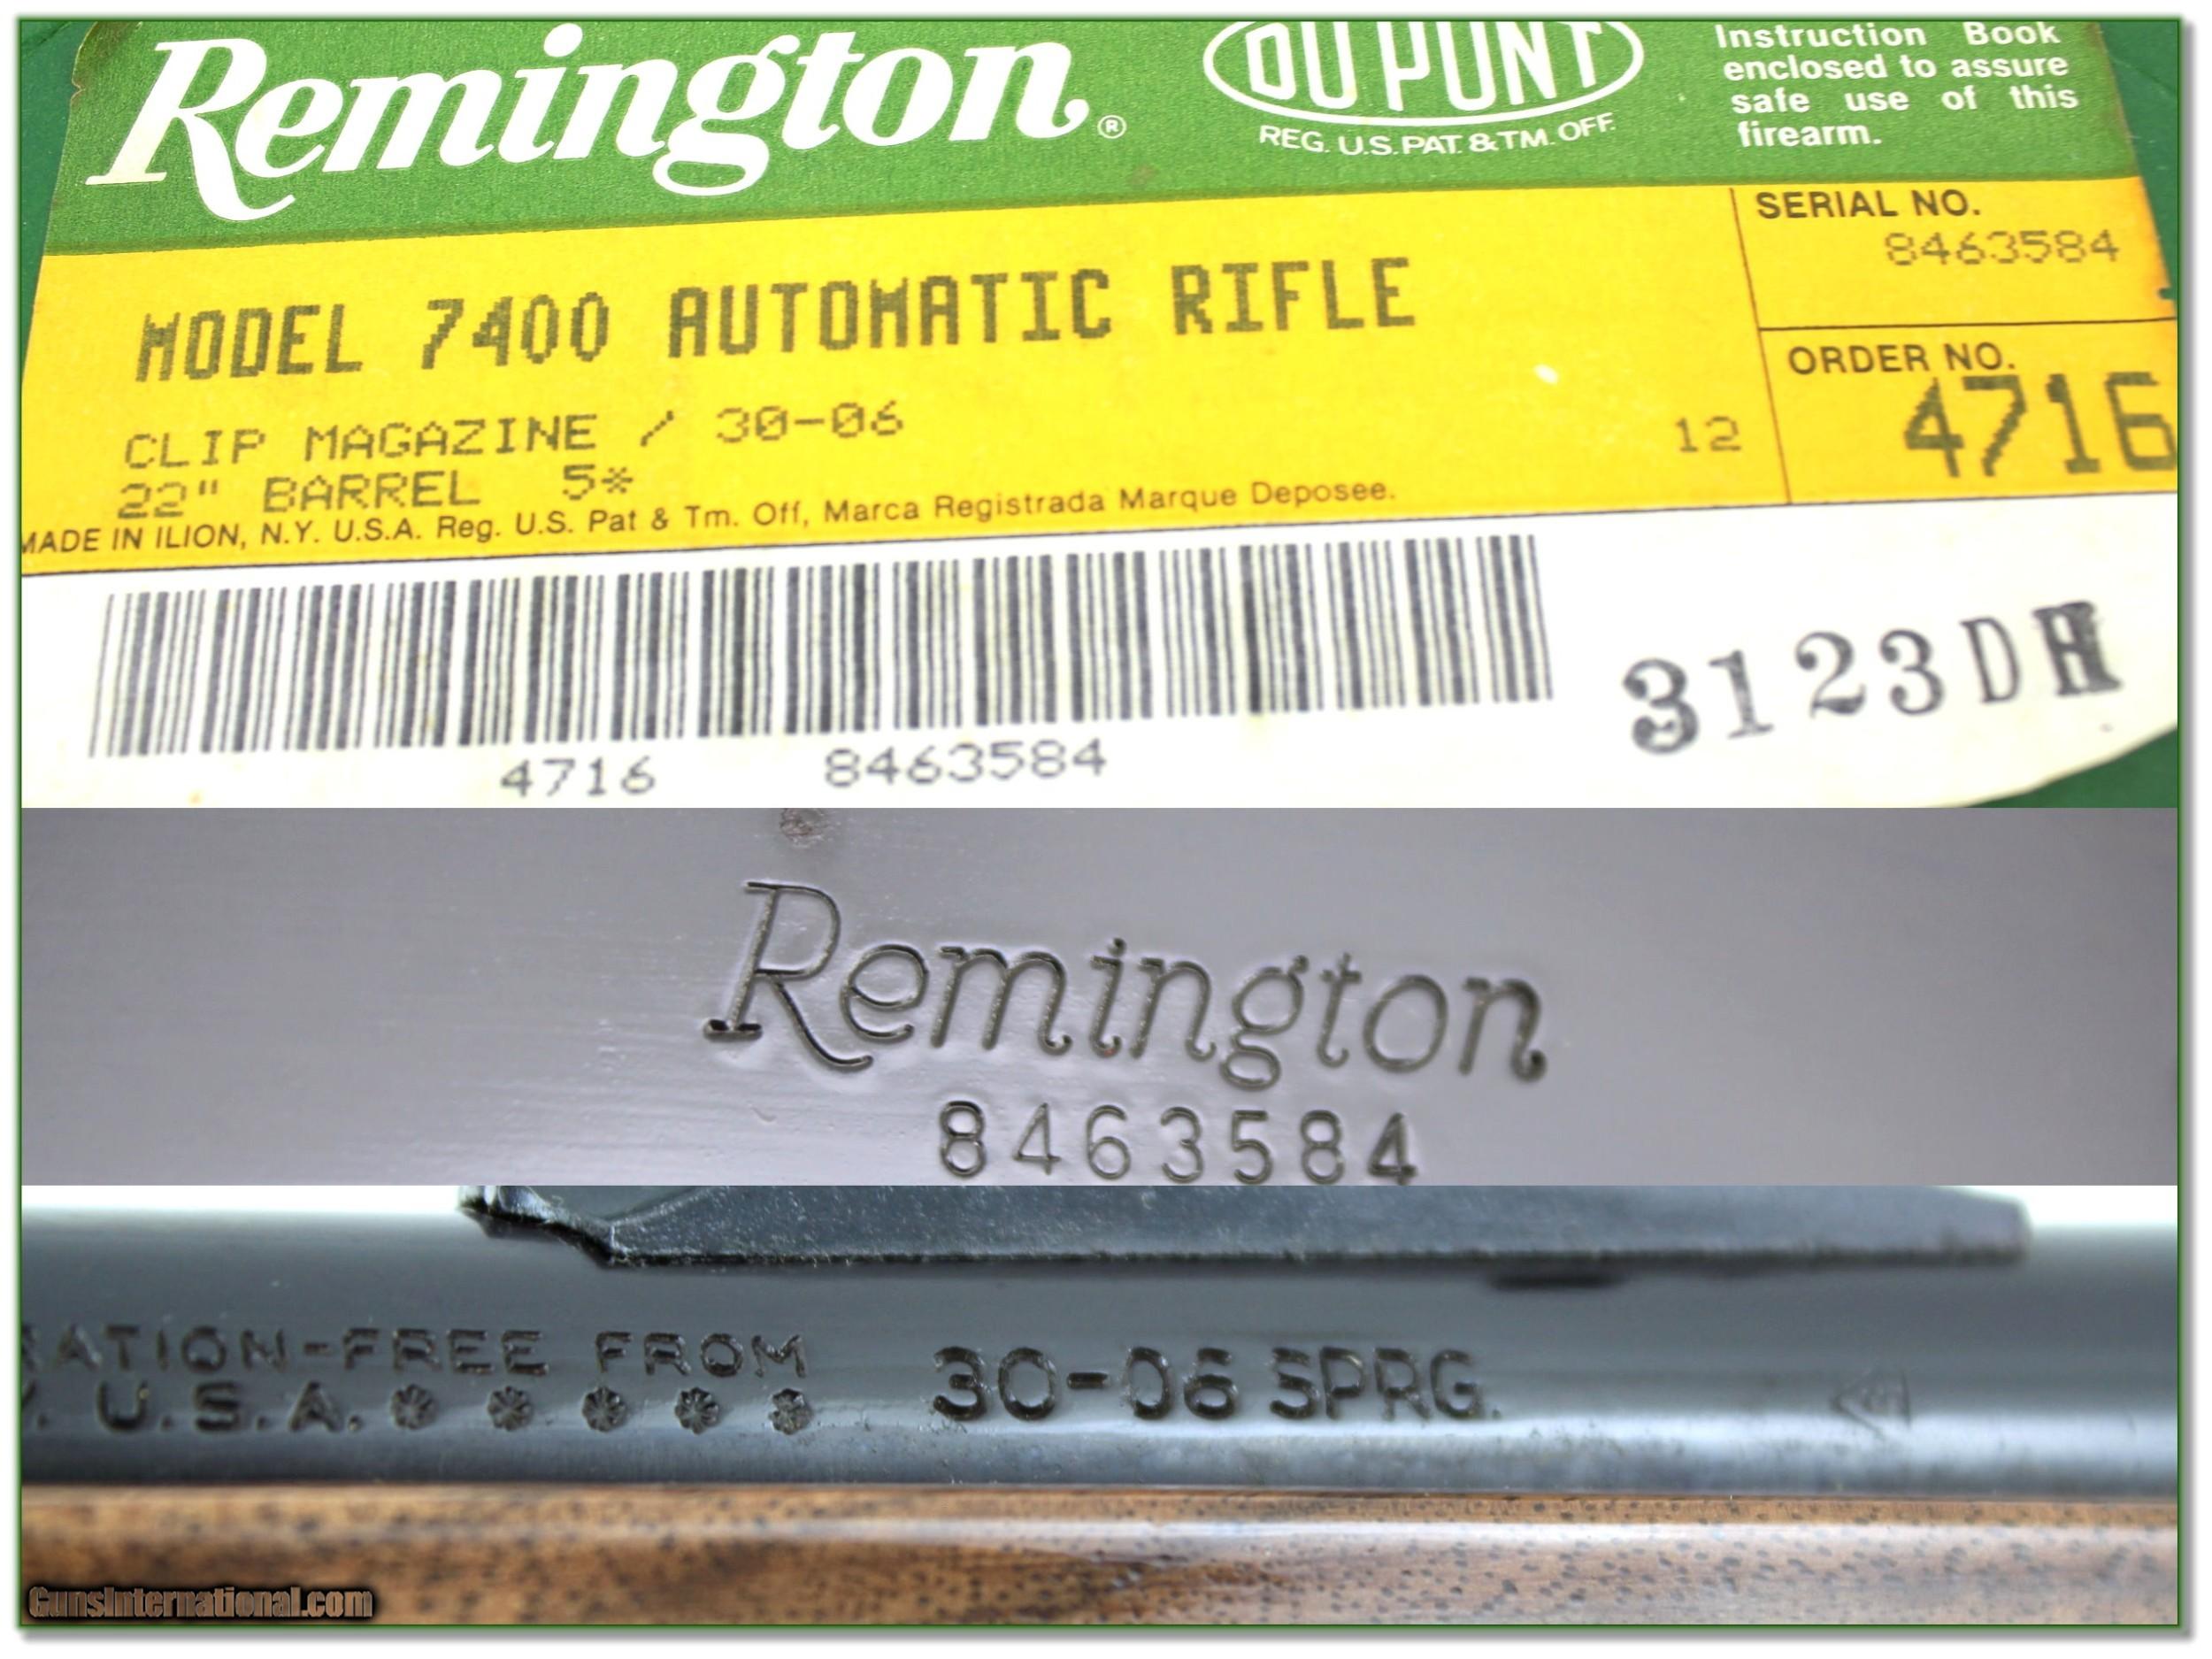 Remington®
DU PONT
REG. U.S. PAT. & TM. OFF.
Instruction Book
enclosed to assure
safe use of this
firearm.
SERIAL NO.
8463584
MODEL 7400 AUTOMATIC RIFLE
ORDER NO.
4716
CLIP MAGAZINE / 30-06
12
22" BARREL 5*
MADE IN ILION, N.Y. U.S.A. Reg. U.S. Pat & Tm. Off, Marca Registrada Marque Deposee.
3123D
4716 8463584
Remington
8463584
RATION-FREE FROM
. U.S.A. ✽ ✽ ✽ ✽ ✽ 30-06 SPRG.
GunsInternational.com